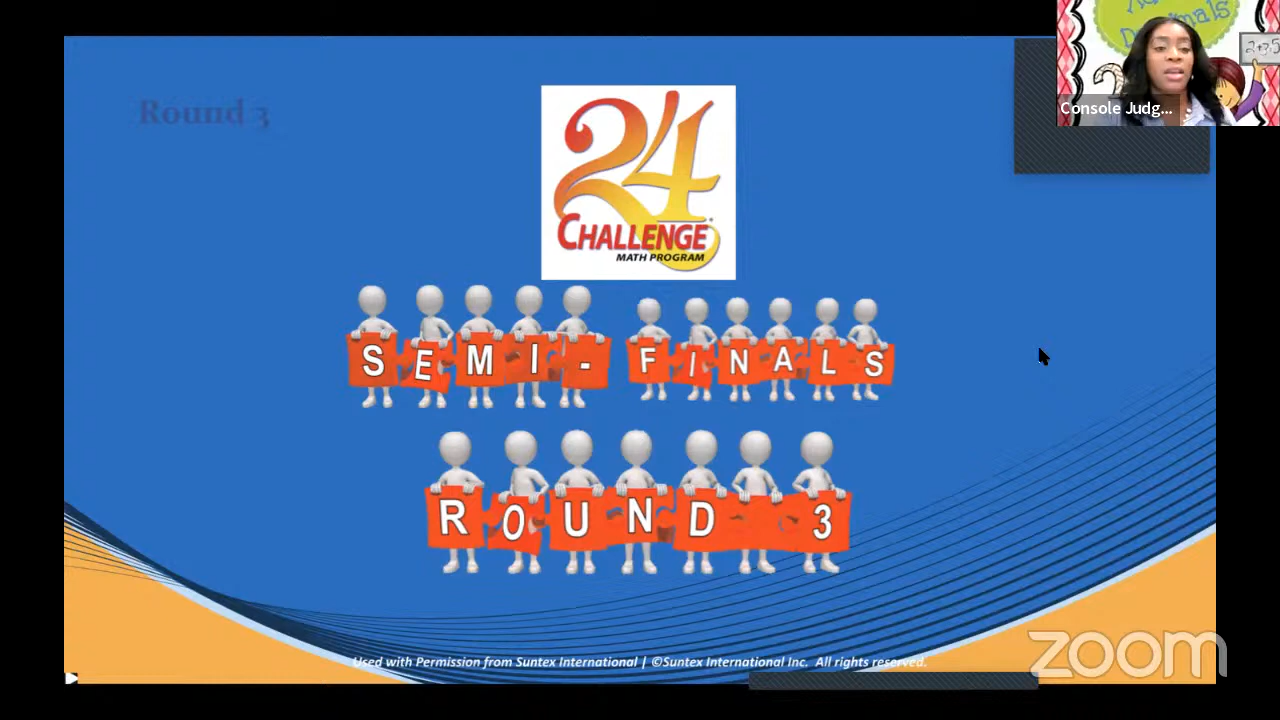 Round 3
24
CHALLENGE
MATH PROGRAM
SEMI-FINALS
ROUND 3
Used with Permission from Suntex International | ©Suntex International Inc. All rights reserved.
Console Judg...
zoom